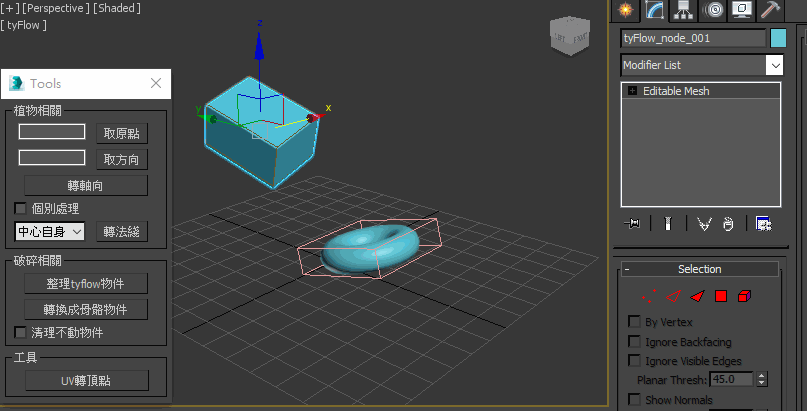 [+] [Perspective ] [Shaded ]
[ tyFlow ]
z
y
x
Tools
植物相關
取原點
取方向
轉軸向
個別處理
中心自身
轉法綫
破碎相關
整理tyflow物件
轉換成骨骼物件
清理不動物件
工具
UV轉頂點
tyFlow_node_001
Modifier List
Editable Mesh
Selection
By Vertex
Ignore Backfacing
Ignore Visible Edges
Planar Thresh: 45.0
Show Normals